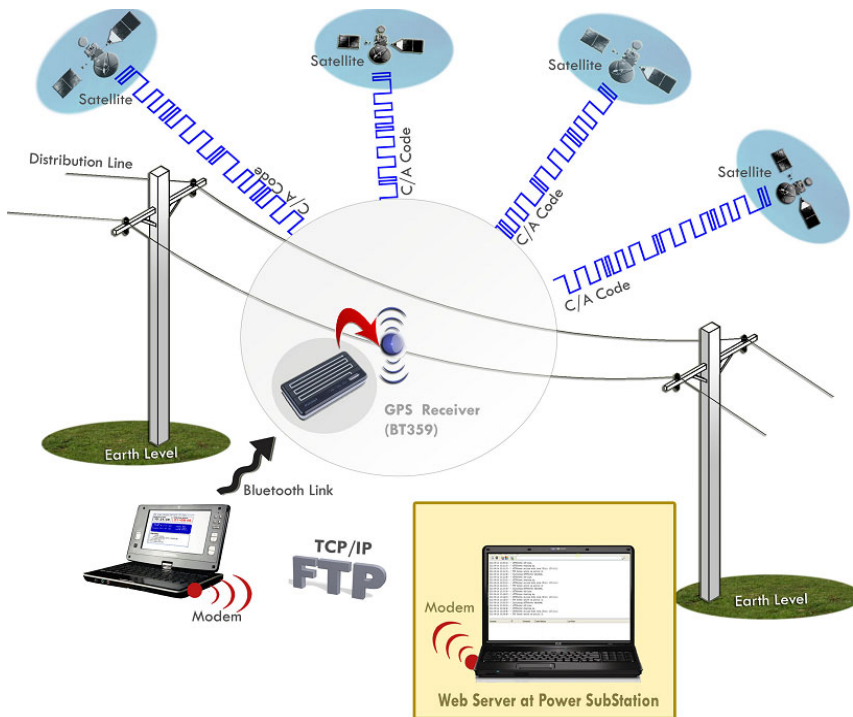 Satellite
Satellite
Satellite
Satellite
Distribution Line
C/A Code
C/A Code
C/A Code
C/A Code
GPS Receiver
(BT359)
Earth Level
Bluetooth Link
TCP/IP
FTP
Modem
Modem
Earth Level
Web Server at Power SubStation